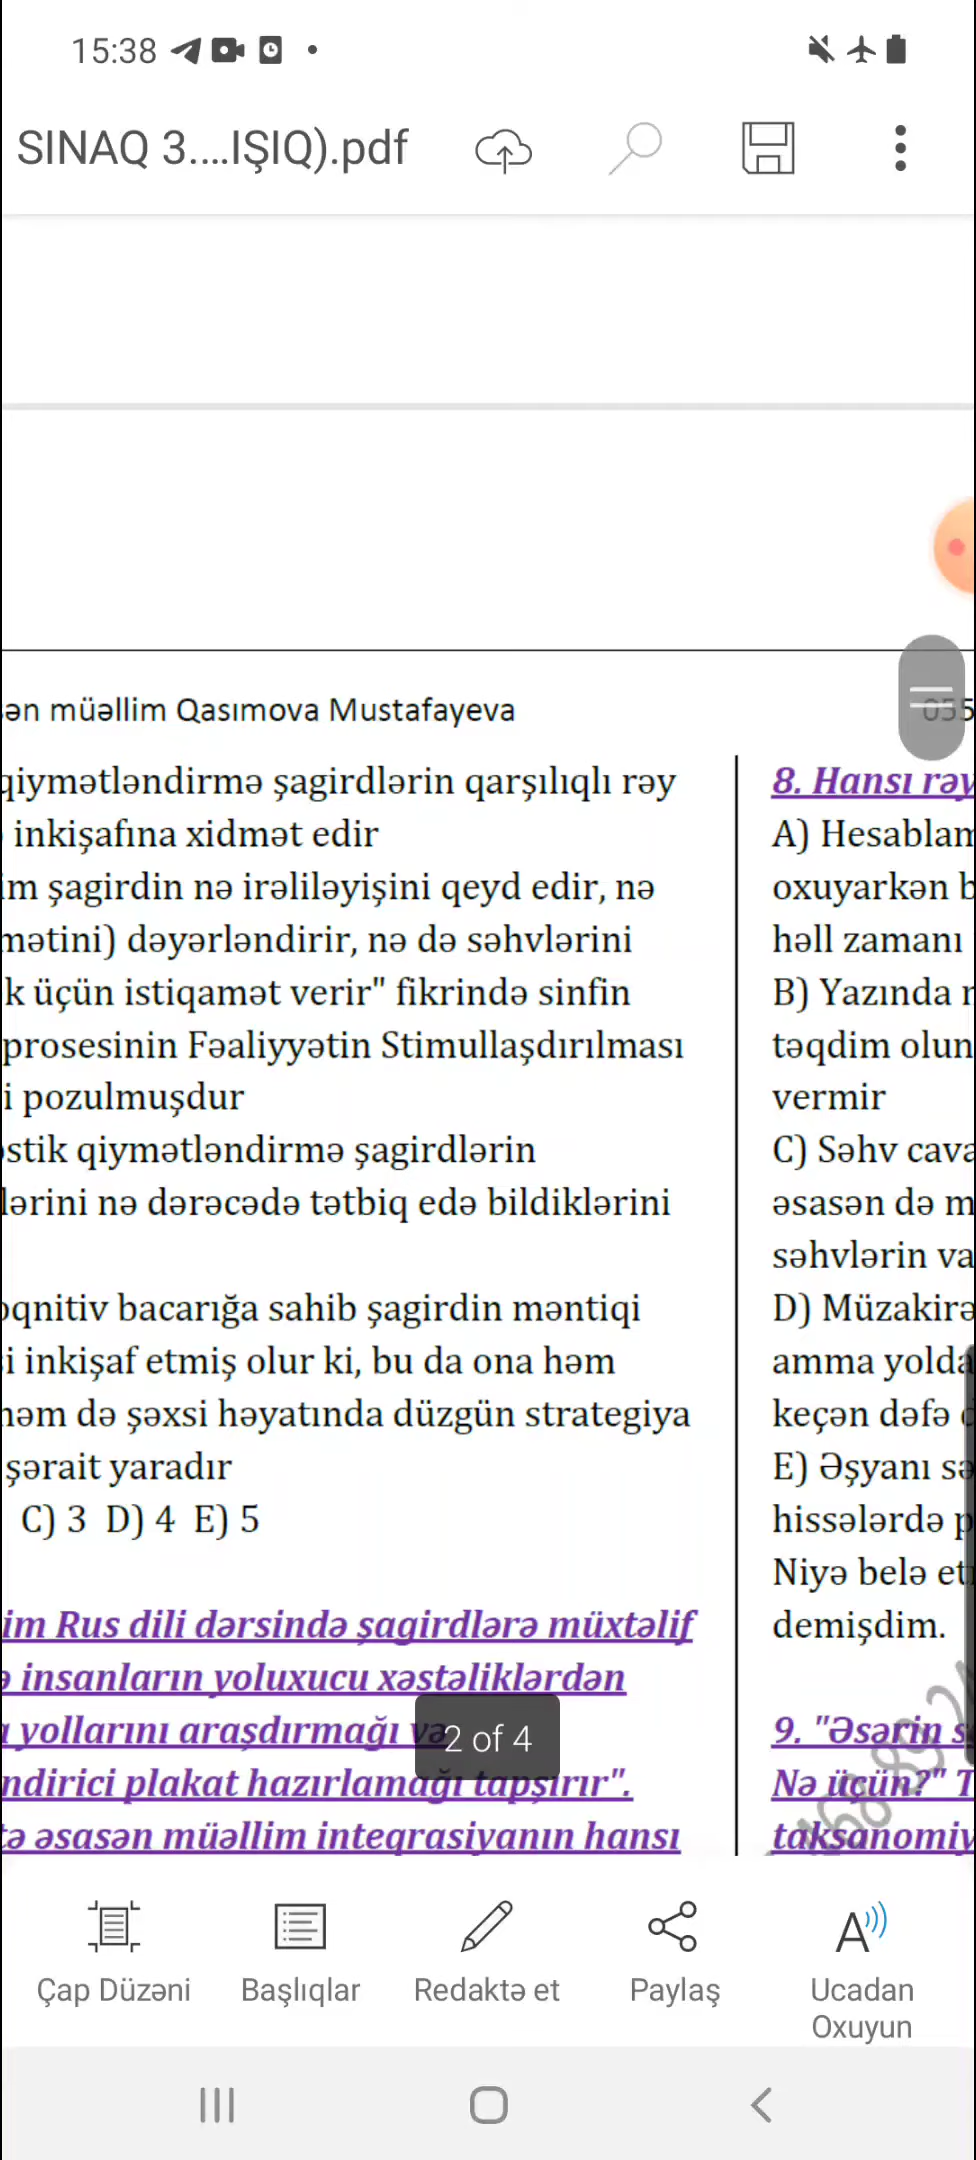 15:38
SINAQ 3....IŞIQ).pdf
müəllim Qasımova Mustafayeva
055
qiymətləndirmə şagirdlərin qarşılıqlı rəy
inkişafına xidmət edir
şagirdin nə irəliləyişini qeyd edir, nə
dəyərləndirir, nə də səhvlərini
k üçün istiqamət verir" fikrində sinfin
prosesinin Fəaliyyətin Stimullaşdırılması
i pozulmuşdur
stik qiymətləndirmə şagirdlərin
lərini nə dərəcədə tətbiq edə bildiklərini
qnitiv bacarığa sahib şagirdin məntiqi
i inkişaf etmiş olur ki, bu da ona həm
həm də şəxsi həyatında düzgün strategiya
şərait yaradır
C) 3 D) 4 E) 5
im Rus dili dərsində şagirdlərə müxtəlif
insanların yoluxucu xəstəliklərdən
yollarını araşdırmağı və
ndirici plakat hazırlamağı tapşırır".
əsasən müəllim inteqrasiyanın hansı
8. Hansı rəy
A) Hesablam
oxuyarkən b
həll zamanı
B) Yazında
təqdim olun
vermir
C) Səhv cava
əsasən də m
səhvlərin va
D) Müzakirə
amma yolda
keçən dəfə
E) Əşyanı sə
hissələrdə p
Niyə belə et
demişdim.
9. "Əsərin s
Nə üçün?" T
taksanomiy
2 of 4
Çap Düzəni
Başlıqlar
Redaktə et
Paylaş
Ucadan
Oxuyun